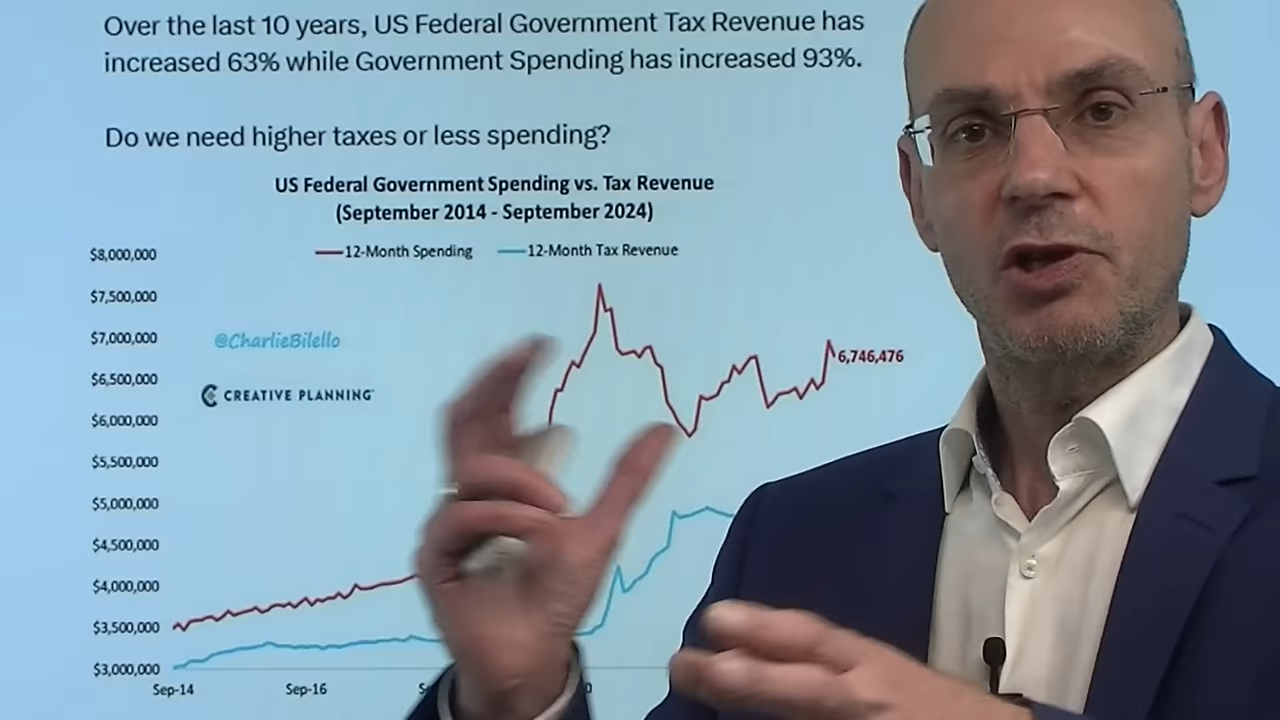 Over the last 10 years, US Federal Government Tax Revenue has
increased 63% while Government Spending has increased 93%.
Do we need higher taxes or less spending?
US Federal Government Spending vs. Tax Revenue
(September 2014 - September 2024)
12-Month Spending 12-Month Tax Revenue
$8,000,000
$7,500,000
$7,000,000
@CharlieBilello
$6,500,000
6,746,476
CREATIVE PLANNING
$6,000,000
$5,500,000
$5,000,000
$4,500,000
$4,000,000
$3,500,000
$3,000,000
Sep-14 Sep-16